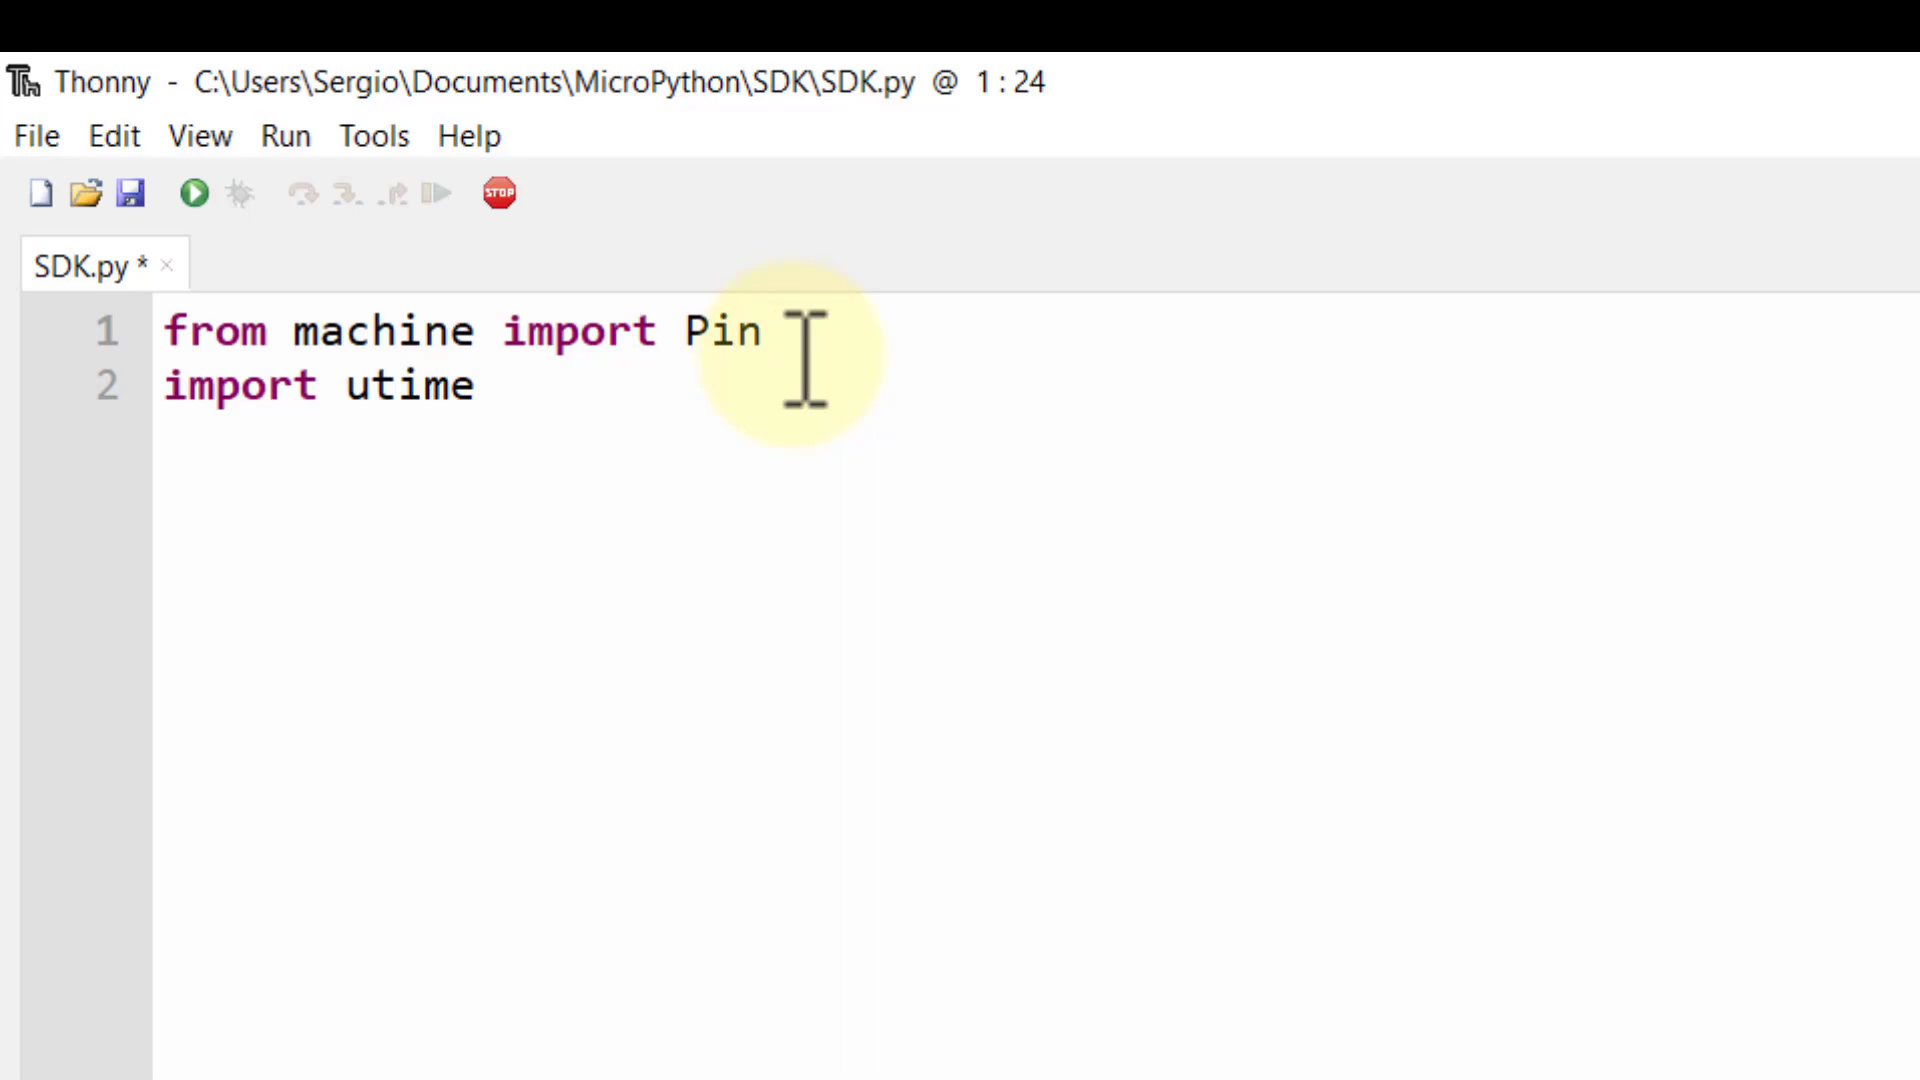 Thonny - C:\Users\Sergio\Documents\MicroPython\SDK\SDK.py @ 1 : 24
File Edit View Run Tools Help
STOP
SDK.py *
1 from machine import Pin
2 import utime